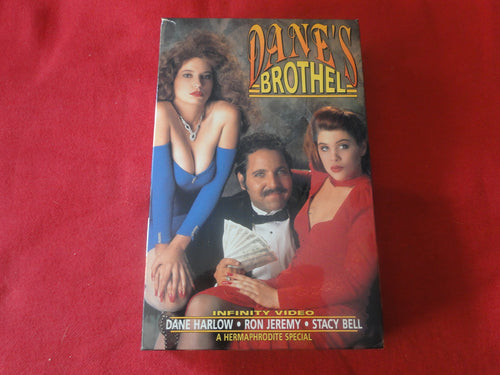 DANE'S
BROTHEL
INFINITY VIDEO
DANE HARLOW • RON JEREMY • STACY BELL
A HERMAPHRODITE SPECIAL